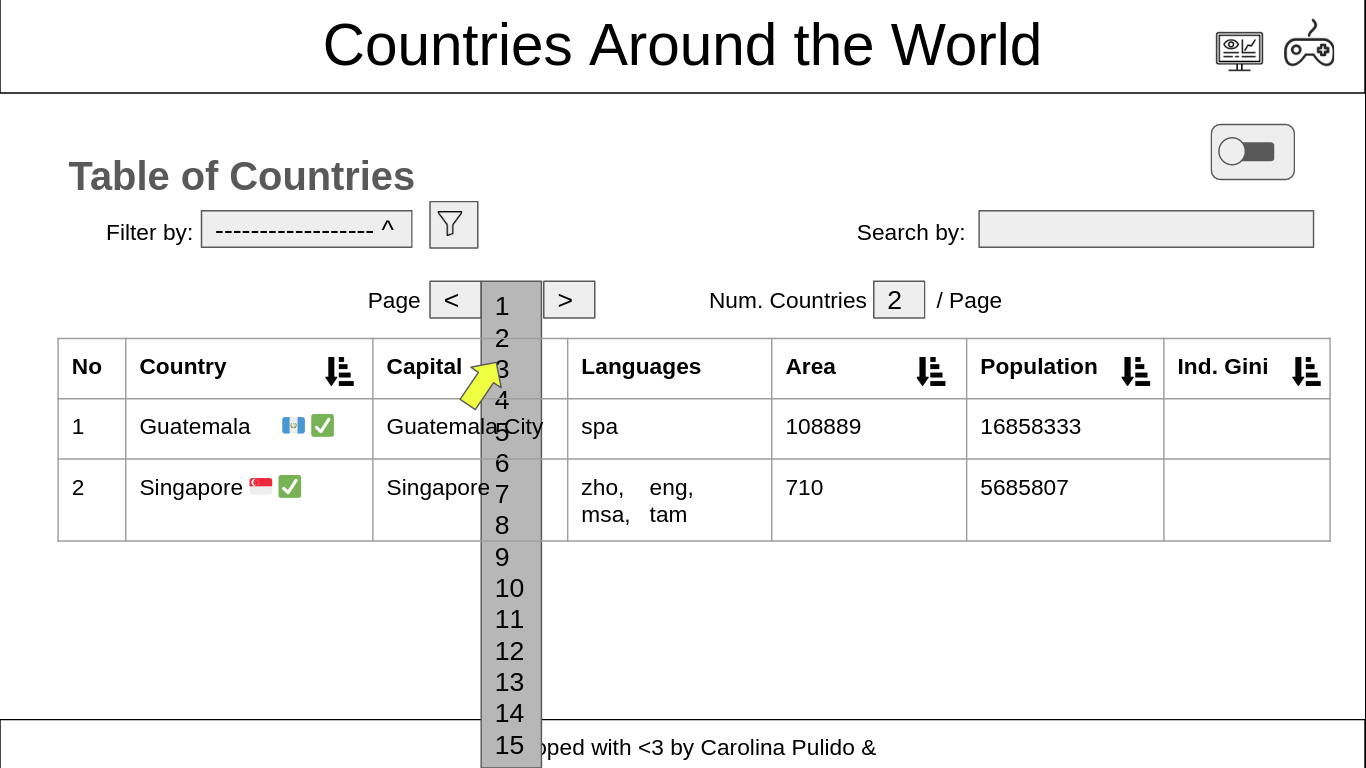 Countries Around the World
Table of Countries
Filter by: ------------------ ^
Search by:
Page < > Num. Countries 2 / Page
1
2
3
4
5
6
7
8
9
10
11
12
13
14
15
No Country Capital Languages Area Population Ind. Gini
1 Guatemala Guatemala City spa 108889 16858333
2 Singapore Singapore zho, eng, 710 5685807
msa, tam
with <3 by Carolina Pulido &